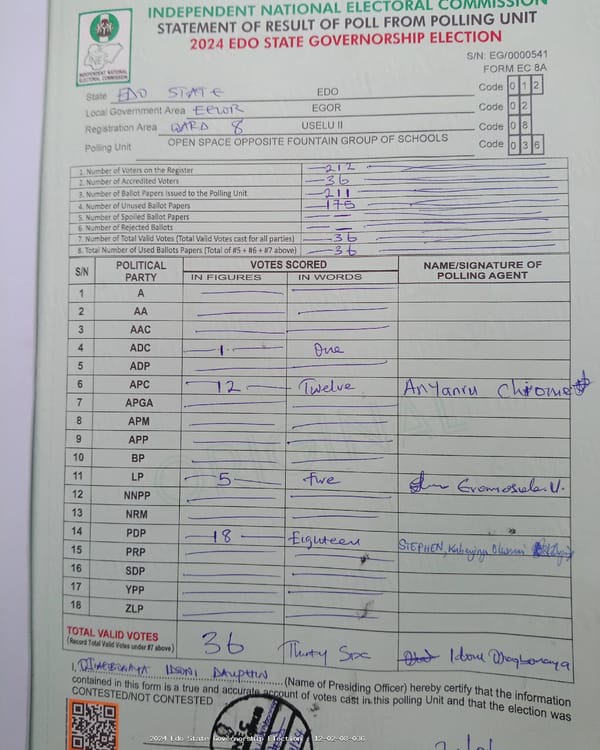 INDEPENDENT NATIONAL ELECTORAL COMMISSION
STATEMENT OF RESULT OF POLL FROM POLLING UNIT
2024 EDO STATE GOVERNORSHIP ELECTION
INDEPENDENT NATIONAL ELECTORAL COMMISSION
S/N: EG/0000541
FORM EC 8A
State EDO STATE EDO Code 0 1 2
Local Government Area EGOR EGOR Code 0 2
Registration Area WARD 8 USELU II Code 0 8
Polling Unit OPEN SPACE OPPOSITE FOUNTAIN GROUP OF SCHOOLS Code 0 3 6
1. Number of Voters on the Register 212
2. Number of Accredited Voters 36
3. Number of Ballot Papers Issued to the Polling Unit 211
4. Number of Unused Ballot Papers 175
5. Number of Spoiled Ballot Papers —
6. Number of Rejected Ballots —
7. Number of Total Valid Votes (Total Valid Votes cast for all parties) 36
8. Total Number of Used Ballots Papers (Total of #5 + #6 + #7 above) 36
S/N POLITICAL PARTY VOTES SCORED NAME/SIGNATURE OF POLLING AGENT
IN FIGURES IN WORDS
1 A
2 AA
3 AAC
4 ADC 1 One
5 ADP
6 APC 12 Twelve Anyanru
7 APGA
8 APM
9 APP
10 BP
11 LP 5 five
12 NNPP
13 NRM
14 PDP 18 Eighteen STEPHEN
15 PRP
16 SDP
17 YPP
18 ZLP
ORIGINAL
TOTAL VALID VOTES 36 Thirty Six
(Record Total Valid Votes under #7 above)
I, (Name of Presiding Officer) hereby certify that the information
contained in this form is a true and accurate account of votes cast in this polling Unit and that the election was
CONTESTED/NOT CONTESTED
2024 Edo State Governorship Election - 12-02-08-036